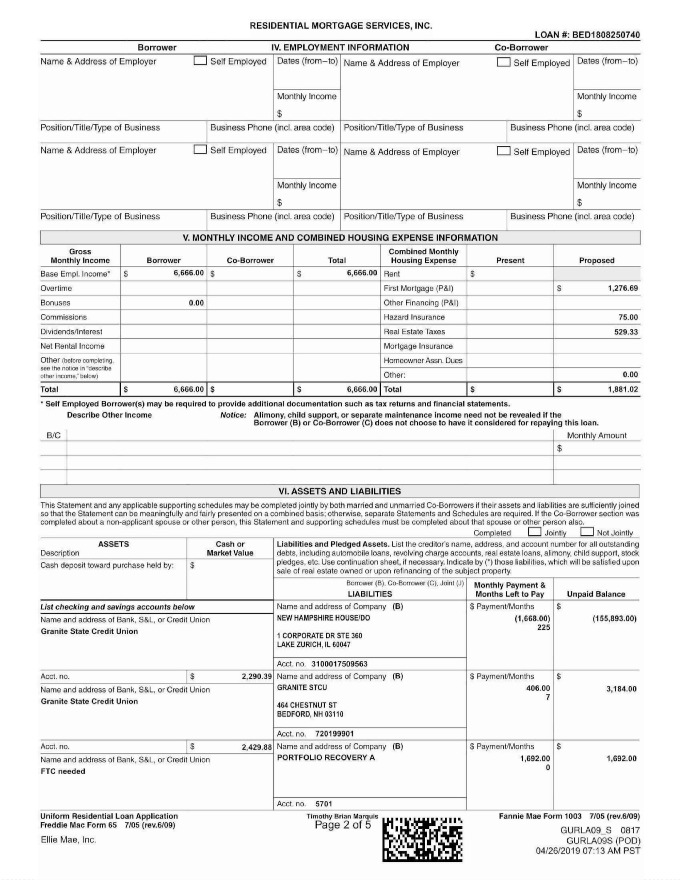 RESIDENTIAL MORTGAGE SERVICES, INC.
LOAN #: BED1808250740
Borrower IV. EMPLOYMENT INFORMATION Co-Borrower
Name & Address of Employer Self Employed Dates (from–to) Name & Address of Employer Self Employed Dates (from–to)
Monthly Income Monthly Income
$ $
Position/Title/Type of Business Business Phone (incl. area code) Position/Title/Type of Business Business Phone (incl. area code)
Name & Address of Employer Self Employed Dates (from–to) Name & Address of Employer Self Employed Dates (from–to)
Monthly Income Monthly Income
$ $
Position/Title/Type of Business Business Phone (incl. area code) Position/Title/Type of Business Business Phone (incl. area code)
V. MONTHLY INCOME AND COMBINED HOUSING EXPENSE INFORMATION
Gross Monthly Income Borrower Co-Borrower Total Combined Monthly Housing Expense Present Proposed
Base Empl. Income* $ 6,666.00 $ $ 6,666.00 Rent $
Overtime First Mortgage (P&I) $ 1,276.69
Bonuses 0.00 Other Financing (P&I)
Commissions Hazard Insurance 75.00
Dividends/Interest Real Estate Taxes 529.33
Net Rental Income Mortgage Insurance
Other (before completing, Homeowner Assn. Dues
see the notice in "describe
other income," below) Other: 0.00
Total $ 6,666.00 $ $ 6,666.00 Total $ $ 1,881.02
* Self Employed Borrower(s) may be required to provide additional documentation such as tax returns and financial statements.
Describe Other Income Notice: Alimony, child support, or separate maintenance income need not be revealed if the
Borrower (B) or Co-Borrower (C) does not choose to have it considered for repaying this loan.
B/C Monthly Amount
$
VI. ASSETS AND LIABILITIES
This Statement and any applicable supporting schedules may be completed jointly by both married and unmarried Co-Borrowers if their assets and liabilities are sufficiently joined
so that the Statement can be meaningfully and fairly presented on a combined basis; otherwise, separate Statements and Schedules are required. If the Co-Borrower section was
completed about a non-applicant spouse or other person, this Statement and supporting schedules must be completed about that spouse or other person also.
Completed Jointly Not Jointly
ASSETS Cash or Market Value
Description
Cash deposit toward purchase held by: $
Liabilities and Pledged Assets. List the creditor's name, address, and account number for all outstanding
debts, including automobile loans, revolving charge accounts, real estate loans, alimony, child support, stock
pledges, etc. Use continuation sheet, if necessary. Indicate by (*) those liabilities, which will be satisfied upon
sale of real estate owned or upon refinancing of the subject property.
Borrower (B), Co-Borrower (C), Joint (J)
LIABILITIES Monthly Payment & Months Left to Pay Unpaid Balance
List checking and savings accounts below
Name and address of Bank, S&L, or Credit Union
Granite State Credit Union
Name and address of Company (B) $ Payment/Months $
NEW HAMPSHIRE HOUSE/DO (1,668.00) (155,893.00)
225
1 CORPORATE DR STE 360
LAKE ZURICH, IL 60047
Acct. no. 3100017509563
Acct. no. $ 2,290.39
Name and address of Bank, S&L, or Credit Union
Granite State Credit Union
Name and address of Company (B) $ Payment/Months $
GRANITE STCU 406.00 3,184.00
7
464 CHESTNUT ST
BEDFORD, NH 03110
Acct. no. 720199901
Acct. no. $ 2,429.88
Name and address of Bank, S&L, or Credit Union
FTC needed
Name and address of Company (B) $ Payment/Months $
PORTFOLIO RECOVERY A 1,692.00 1,692.00
0
Acct. no. 5701
Uniform Residential Loan Application Timothy Brian Marquis Fannie Mae Form 1003 7/05 (rev.6/09)
Freddie Mac Form 65 7/05 (rev.6/09) Page 2 of 5
GURLA09_S 0817
Ellie Mae, Inc. GURLA09S (POD)
04/26/2019 07:13 AM PST